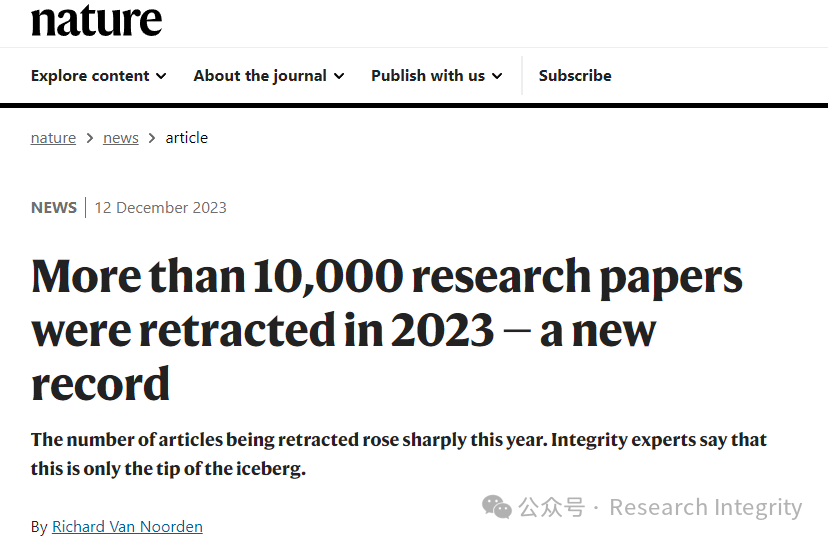 nature
Explore content About the journal Publish with us Subscribe
nature > news > article
NEWS | 12 December 2023
More than 10,000 research papers
were retracted in 2023 — a new
record
The number of articles being retracted rose sharply this year. Integrity experts say that
this is only the tip of the iceberg.
公众号 · Research Integrity
By Richard Van Noorden